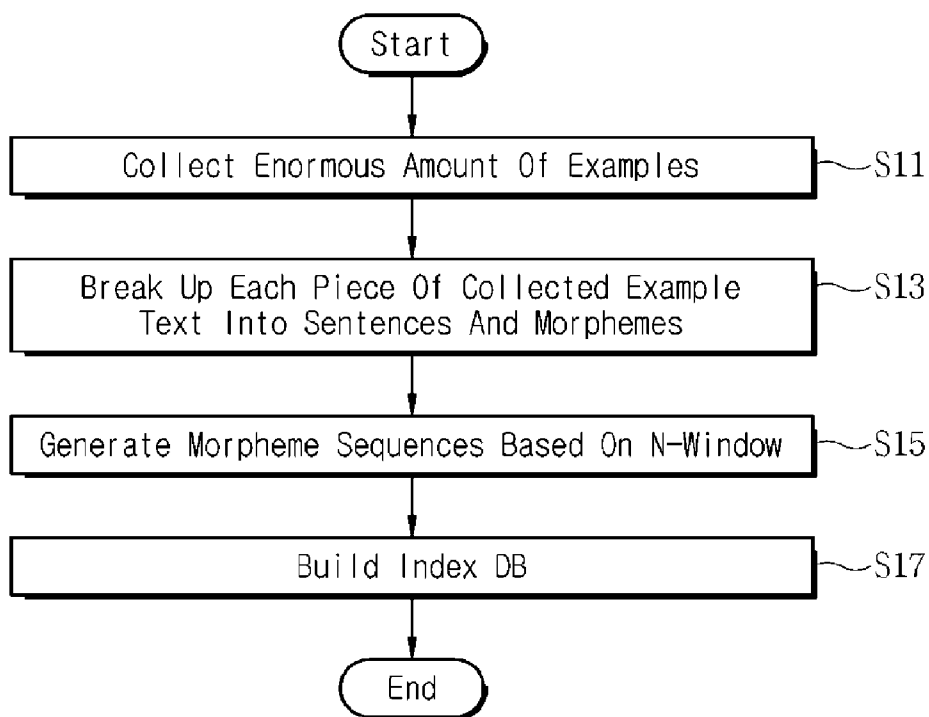 Start
Collect Enormous Amount Of Examples
S11
Break Up Each Piece Of Collected Example
Text Into Sentences And Morphemes
S13
Generate Morpheme Sequences Based On N-Window
S15
Build Index DB
S17
End